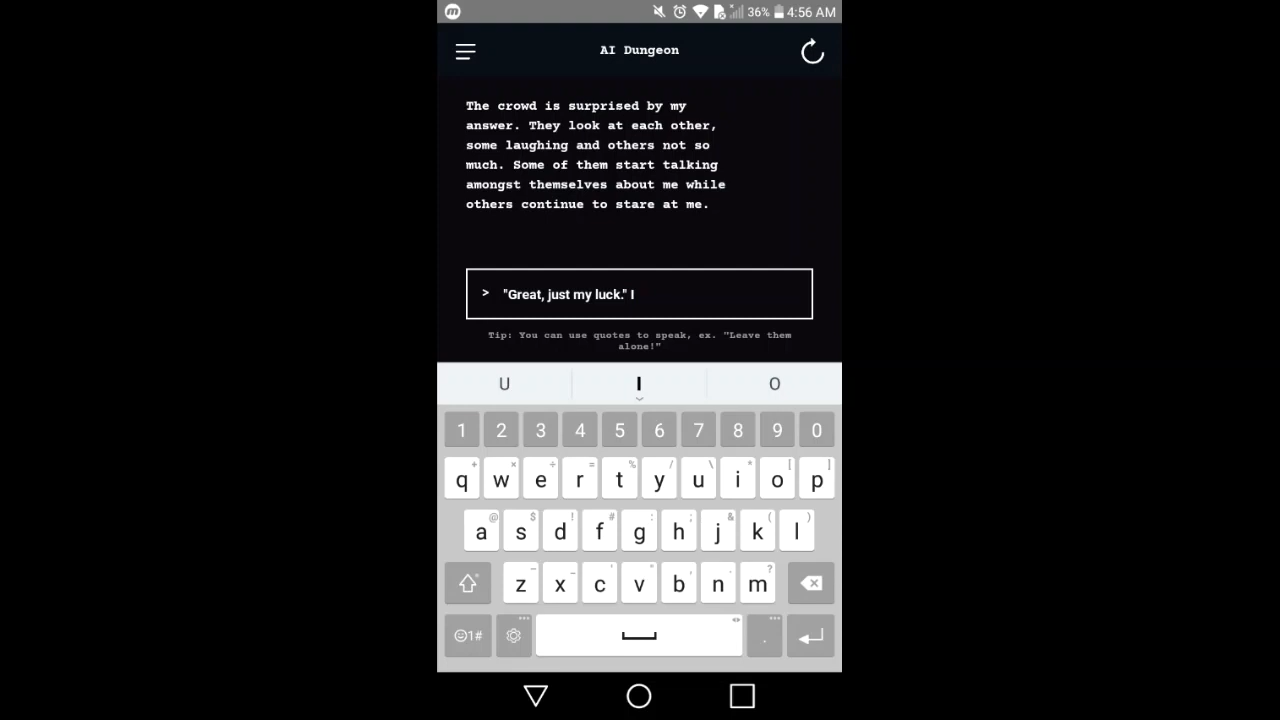 36% 4:56 AM
AI Dungeon
The crowd is surprised by my
answer. They look at each other,
some laughing and others not so
much. Some of them start talking
amongst themselves about me while
others continue to stare at me.
> "Great, just my luck." I
Tip: You can use quotes to speak, ex. "Leave them
alone!"
U I O
1 2 3 4 5 6 7 8 9 0
+ × ÷ = % / \ * [ ]
q w e r t y u i o p
@ $ ! # : ; & ( )
a s d f g h j k l
- _ ' " , . ?
z x c v b n m
1# .